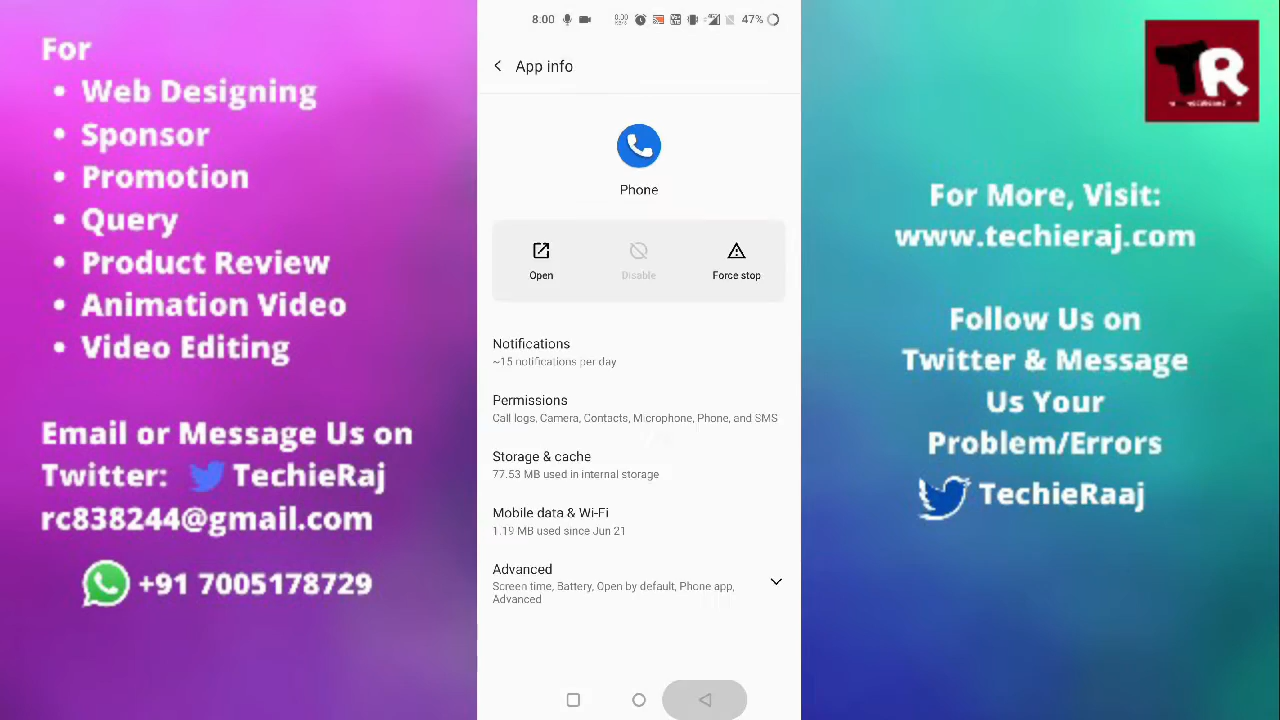 For
• Web Designing
• Sponsor
• Promotion
• Query
• Product Review
• Animation Video
• Video Editing
Email or Message Us on
Twitter: TechieRaj
rc838244@gmail.com
+91 7005178729
8.00
47%
App info
Phone
Open
Disable
Force stop
Notifications
~15 notifications per day
Permissions
Call logs, Camera, Contacts, Microphone, Phone, and SMS
Storage & cache
77.53 MB used in internal storage
Mobile data & Wi-Fi
1.19 MB used since Jun 21
Advanced
Screen time, Battery, Open by default, Phone app,
Advanced
TR
For More, Visit:
www.techieraj.com
Follow Us on
Twitter & Message
Us Your
Problem/Errors
TechieRaaj